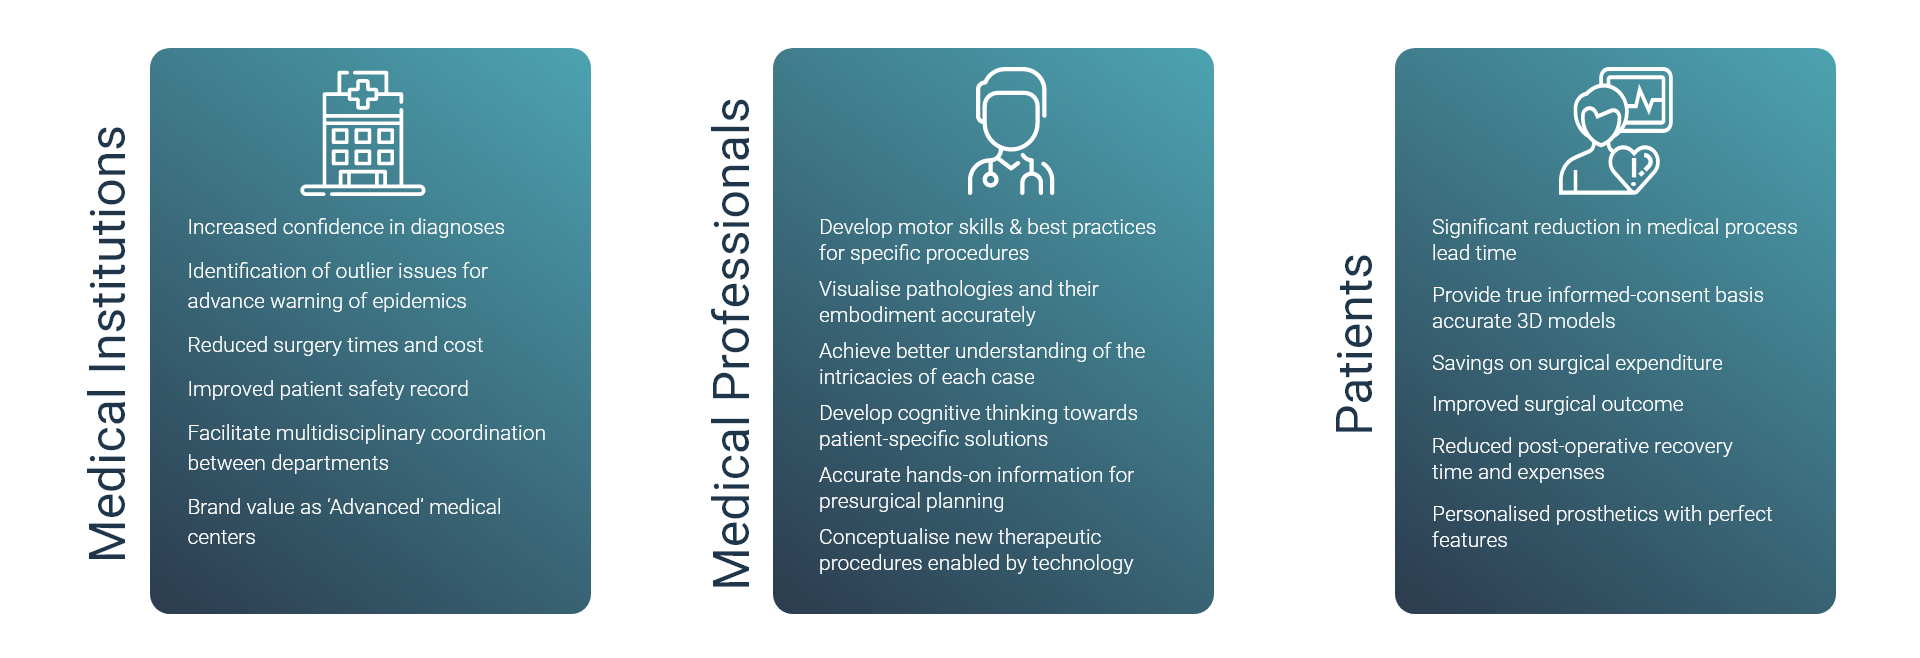 Medical Institutions
Increased confidence in diagnoses
Identification of outlier issues for
advance warning of epidemics
Reduced surgery times and cost
Improved patient safety record
Facilitate multidisciplinary coordination
between departments
Brand value as ‘Advanced’ medical
centers
Medical Professionals
Develop motor skills & best practices
for specific procedures
Visualise pathologies and their
embodiment accurately
Achieve better understanding of the
intricacies of each case
Develop cognitive thinking towards
patient-specific solutions
Accurate hands-on information for
presurgical planning
Conceptualise new therapeutic
procedures enabled by technology
Patients
Significant reduction in medical process
lead time
Provide true informed-consent basis
accurate 3D models
Savings on surgical expenditure
Improved surgical outcome
Reduced post-operative recovery
time and expenses
Personalised prosthetics with perfect
features